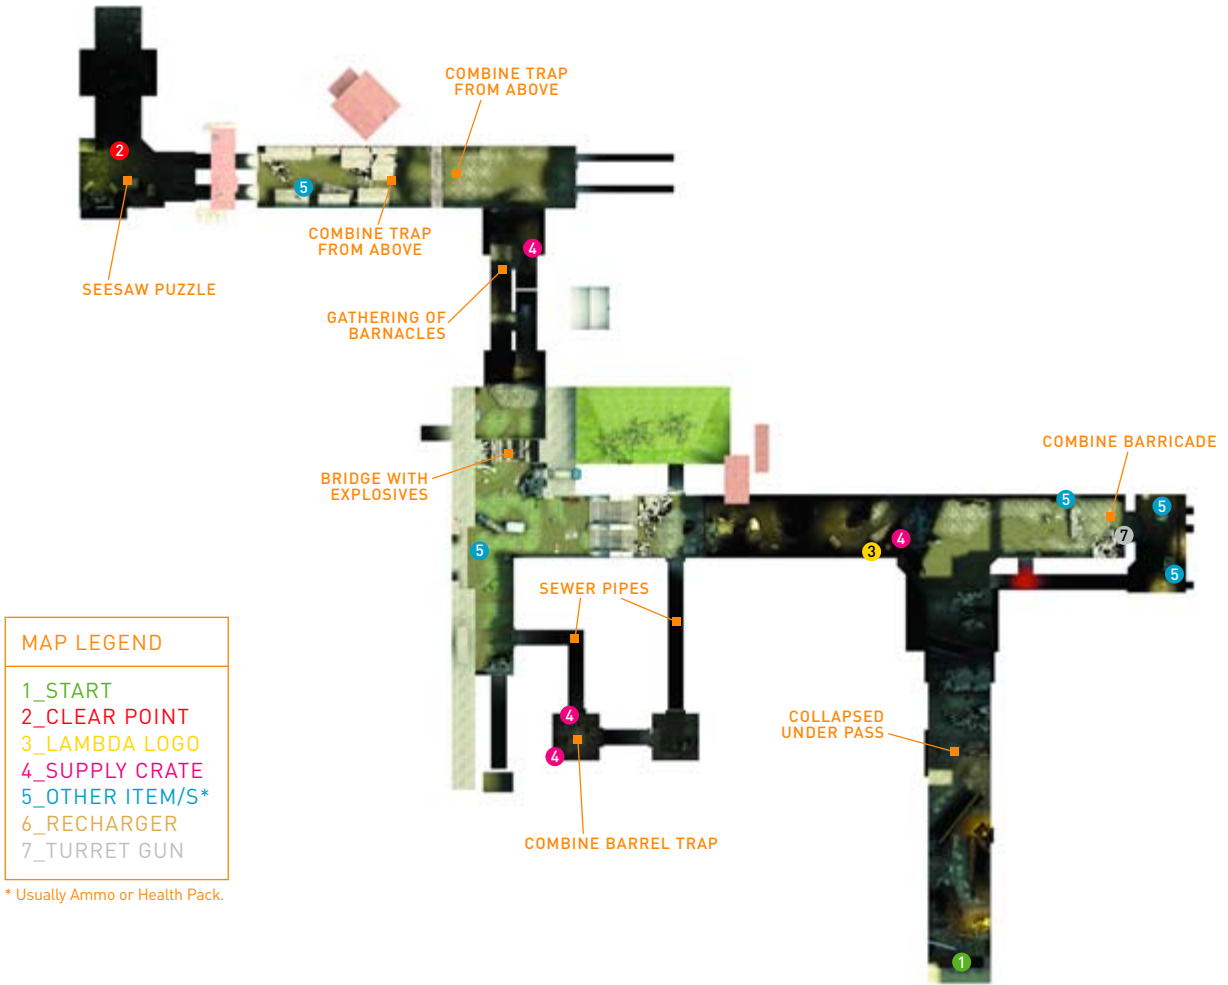 COMBINE TRAP
FROM ABOVE
2
5
COMBINE TRAP
FROM ABOVE
4
SEESAW PUZZLE
GATHERING OF
BARNACLES
COMBINE BARRICADE
BRIDGE WITH
EXPLOSIVES
5
5
7
4
3
5
5
SEWER PIPES
MAP LEGEND
1_START
2_CLEAR POINT
3_LAMBDA LOGO
4_SUPPLY CRATE
5_OTHER ITEM/S*
6_RECHARGER
7_TURRET GUN
* Usually Ammo or Health Pack.
4
4
COLLAPSED
UNDER PASS
COMBINE BARREL TRAP
1